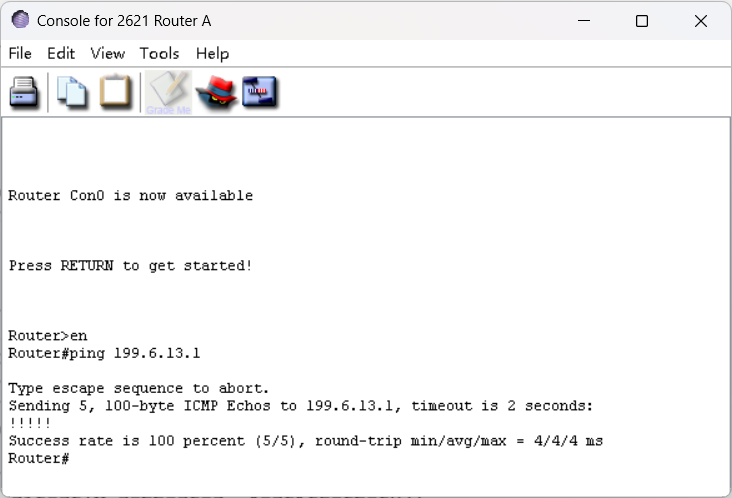 Console for 2621 Router A
File Edit View Tools Help
Grade Me
Router Con0 is now available
Press RETURN to get started!
Router>en
Router#ping 199.6.13.1
Type escape sequence to abort.
Sending 5, 100-byte ICMP Echos to 199.6.13.1, timeout is 2 seconds:
!!!!!
Success rate is 100 percent (5/5), round-trip min/avg/max = 4/4/4 ms
Router#